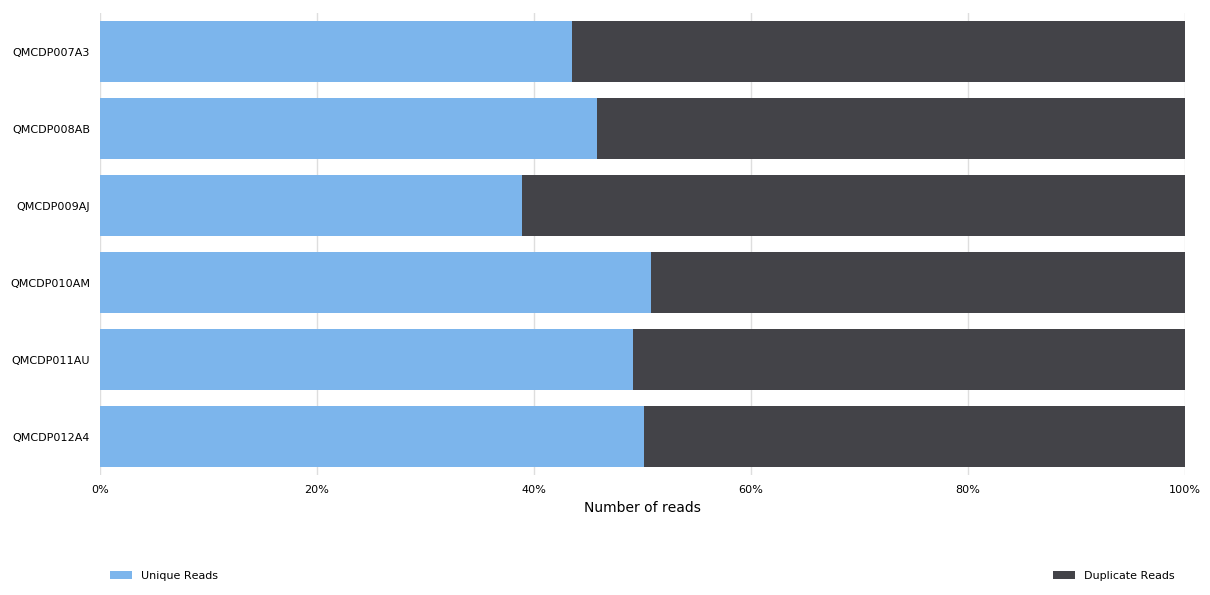 QMCDP007A3
QMCDP008AB
QMCDP009AJ
QMCDP010AM
QMCDP011AU
QMCDP012A4
0% 20% 40% 60% 80% 100%
Number of reads
Unique Reads Duplicate Reads